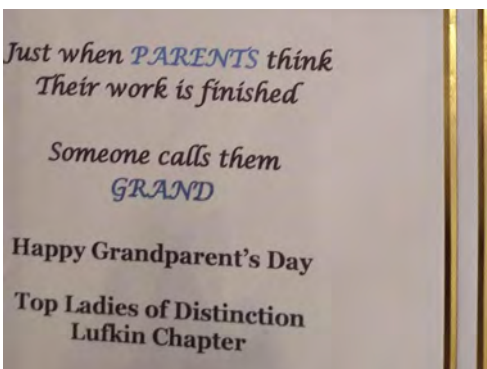 Just when PARENTS think
Their work is finished
Someone calls them
GRAND
Happy Grandparent's Day
Top Ladies of Distinction
Lufkin Chapter